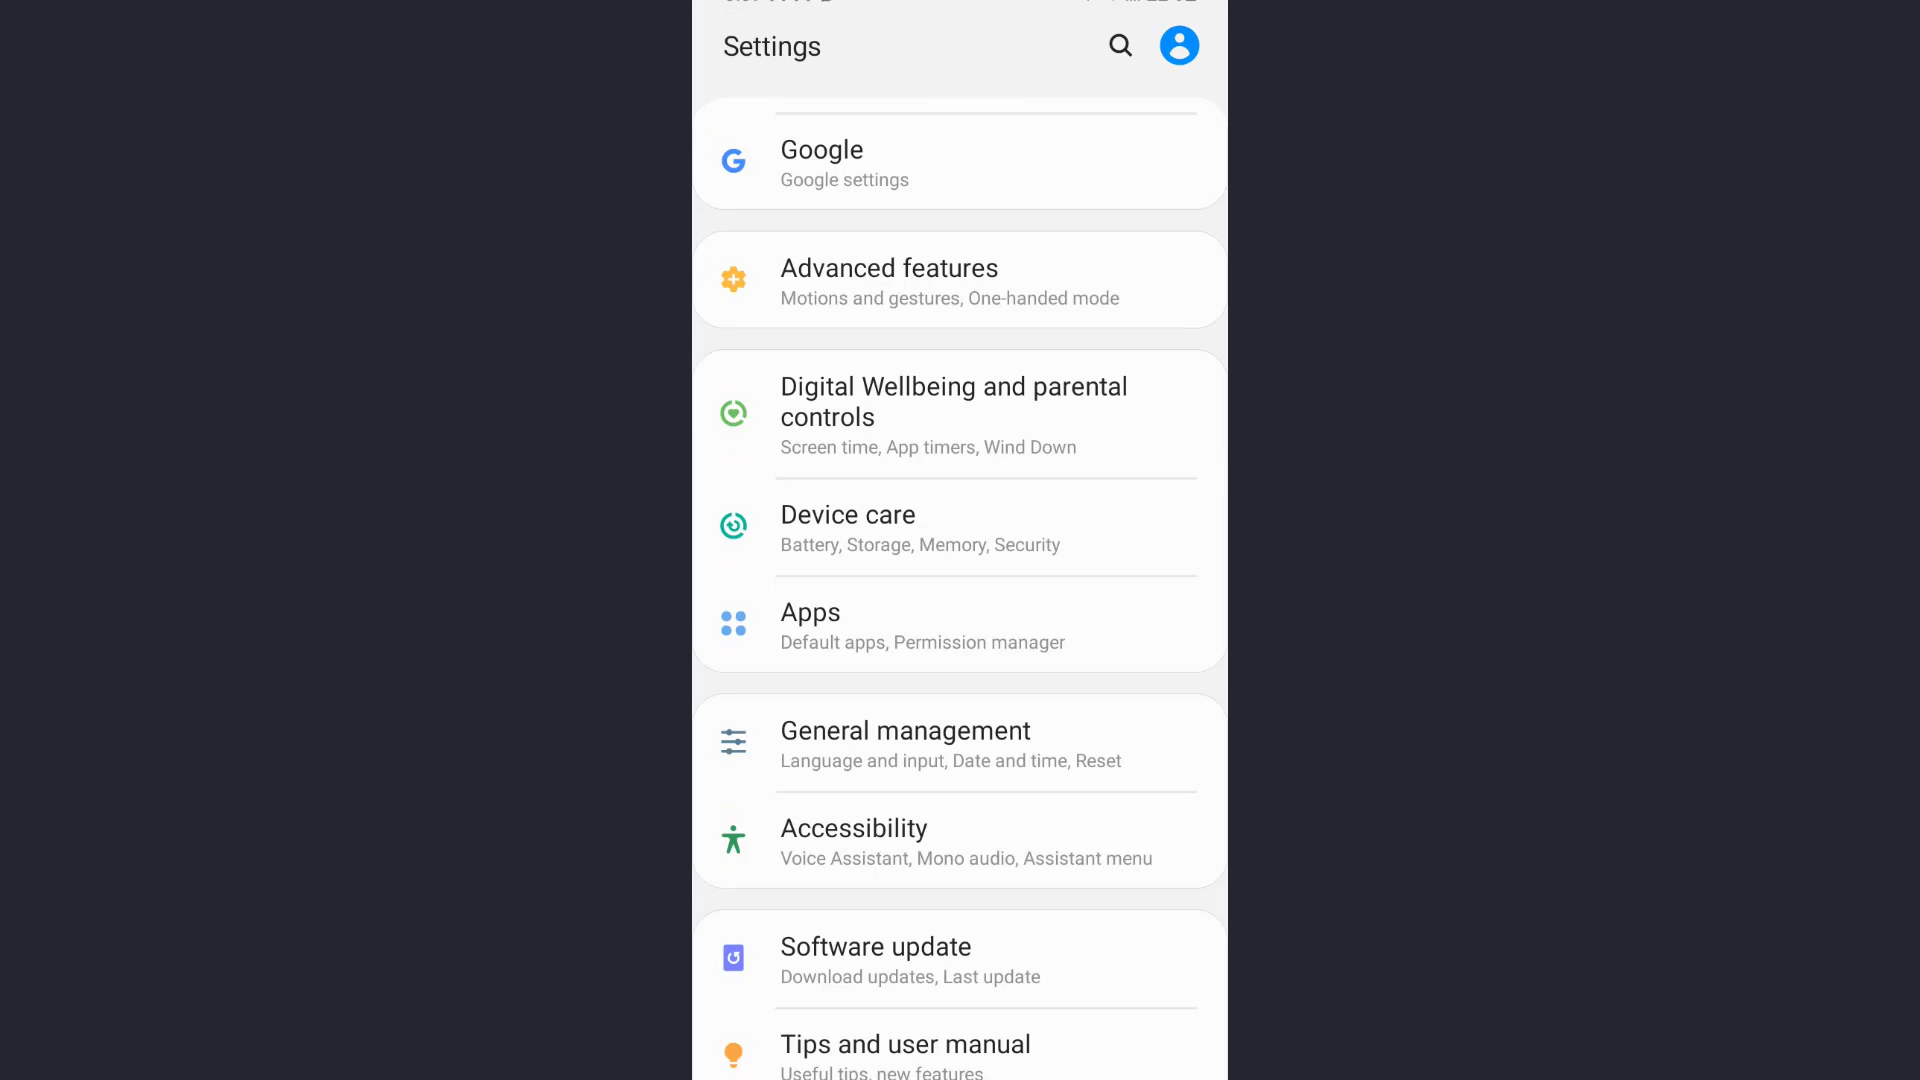 Settings
Google
Google settings
Advanced features
Motions and gestures, One-handed mode
Digital Wellbeing and parental
controls
Screen time, App timers, Wind Down
Device care
Battery, Storage, Memory, Security
Apps
Default apps, Permission manager
General management
Language and input, Date and time, Reset
Accessibility
Voice Assistant, Mono audio, Assistant menu
Software update
Download updates, Last update
Tips and user manual
Useful tips, new features